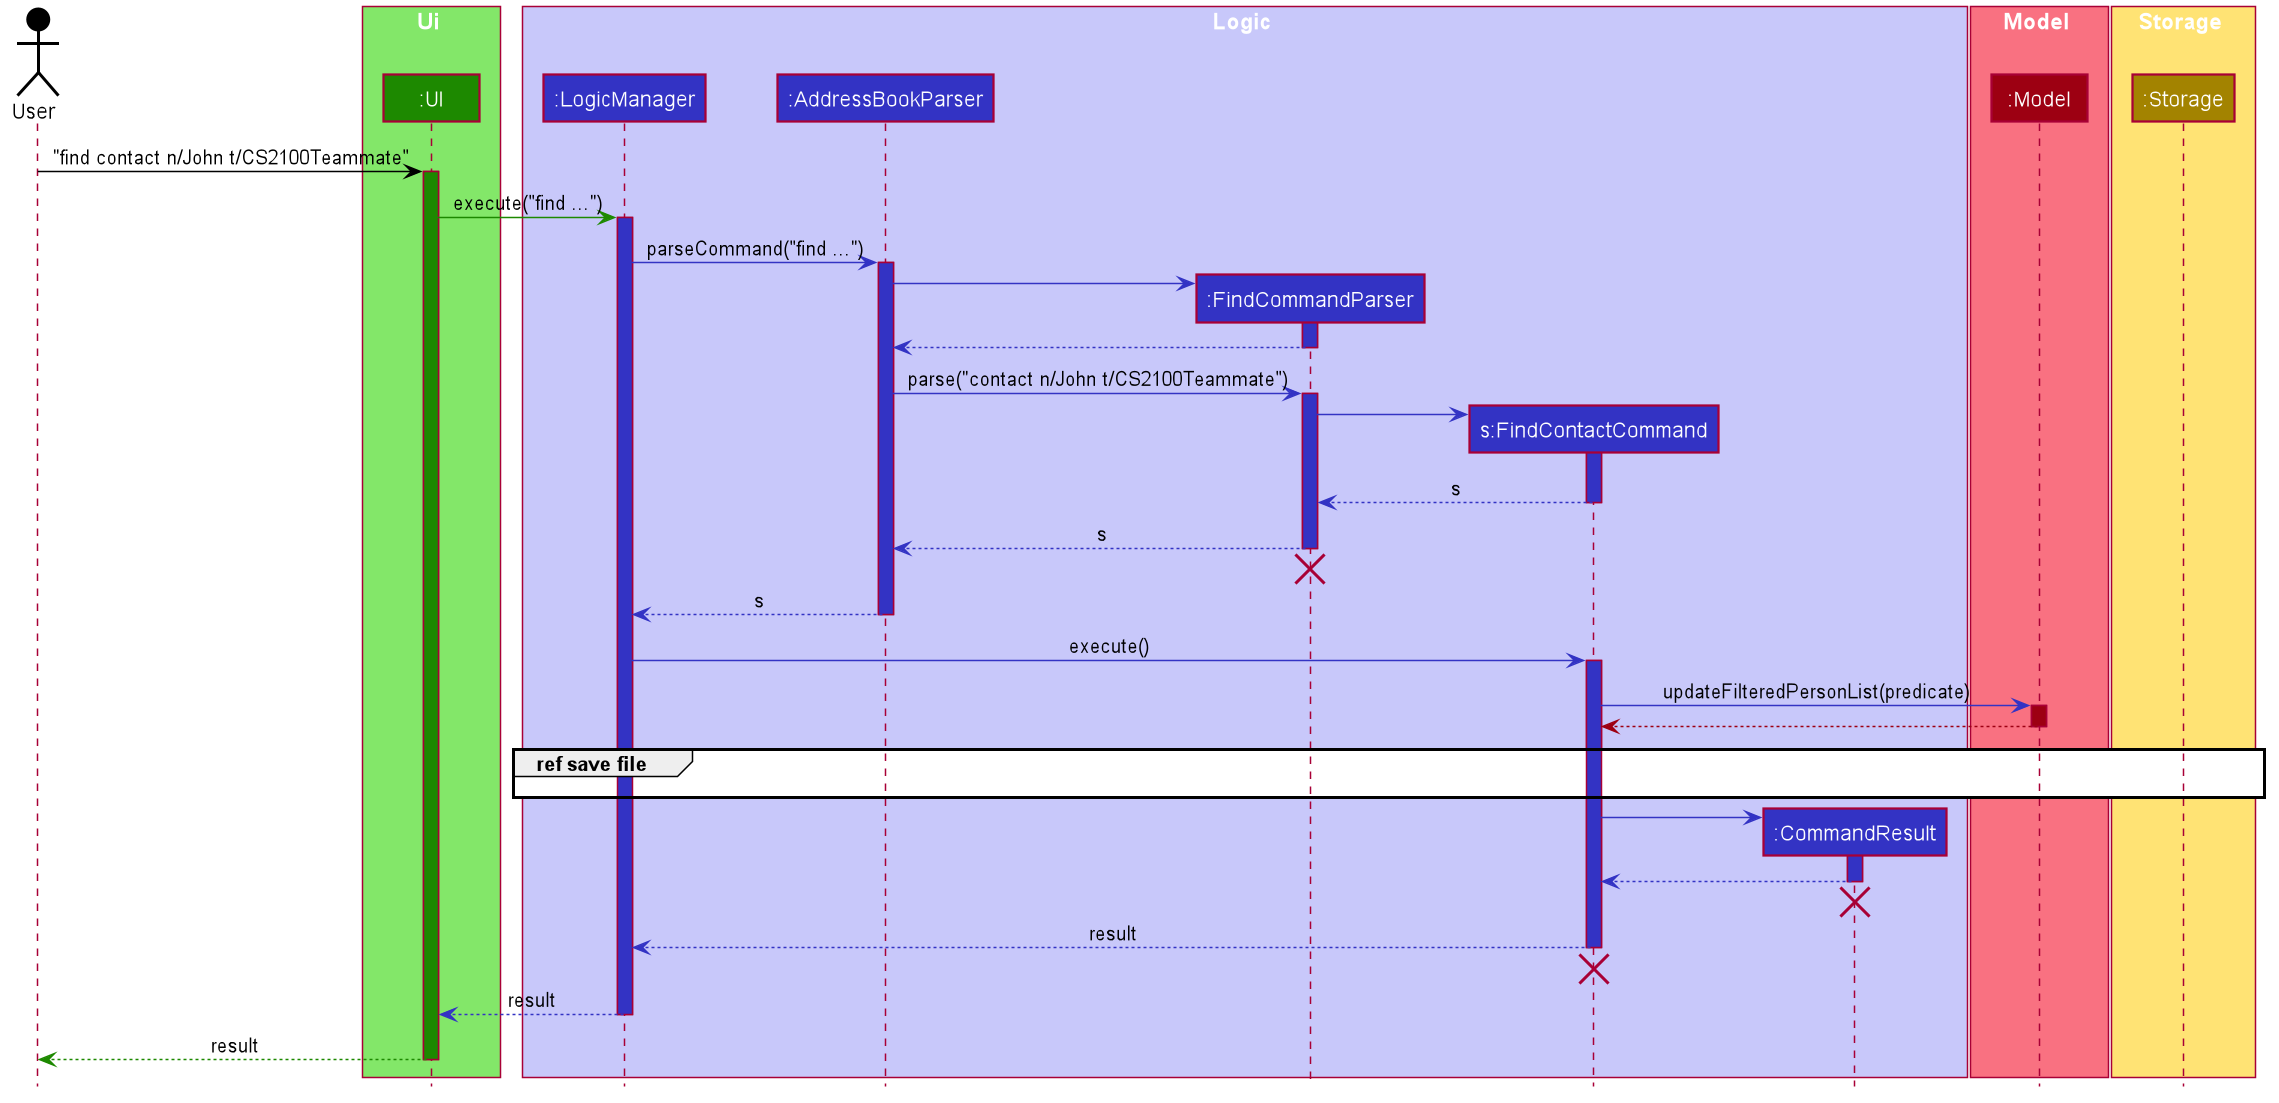 Ui
Logic
Model
Storage
User
:UI
:LogicManager
:AddressBookParser
:Model
:Storage
"find contact n/John t/CS2100Teammate"
execute("find ...")
parseCommand("find ...")
:FindCommandParser
parse("contact n/John t/CS2100Teammate")
s:FindContactCommand
s
s
s
execute()
updateFilteredPersonList(predicate)
ref save file
:CommandResult
result
result
result